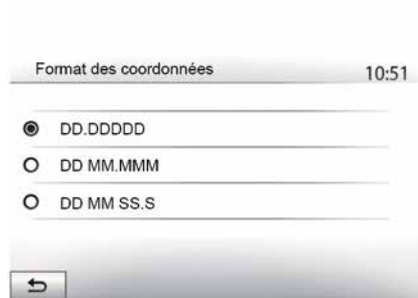 Format des coordonnées 10:51
DD.DDDDD
DD MM.MMM
DD MM SS.S